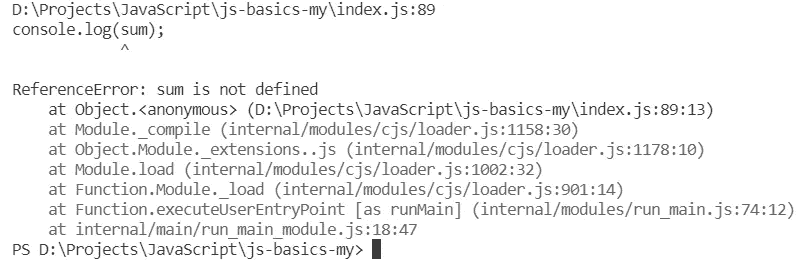 D:\Projects\JavaScript\js-basics-my\index.js:89
console.log(sum);
            ^
ReferenceError: sum is not defined
    at Object.<anonymous> (D:\Projects\JavaScript\js-basics-my\index.js:89:13)
    at Module._compile (internal/modules/cjs/loader.js:1158:30)
    at Object.Module._extensions..js (internal/modules/cjs/loader.js:1178:10)
    at Module.load (internal/modules/cjs/loader.js:1002:32)
    at Function.Module._load (internal/modules/cjs/loader.js:901:14)
    at Function.executeUserEntryPoint [as runMain] (internal/modules/run_main.js:74:12)
    at internal/main/run_main_module.js:18:47
PS D:\Projects\JavaScript\js-basics-my>